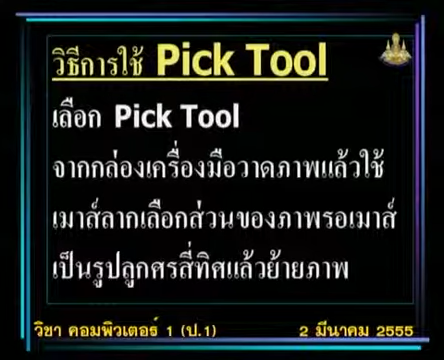 วิธีการใช้ Pick Tool
เลือก Pick Tool
จากกล่องเครื่องมือวาดภาพแล้วใช้
เมาส์ลากเลือกส่วนของภาพรอเมาส์
เป็นรูปลูกศรสี่ทิศแล้วย้ายภาพ
วิชา คอมพิวเตอร์ 1 (ป.1) 2 มีนาคม 2555